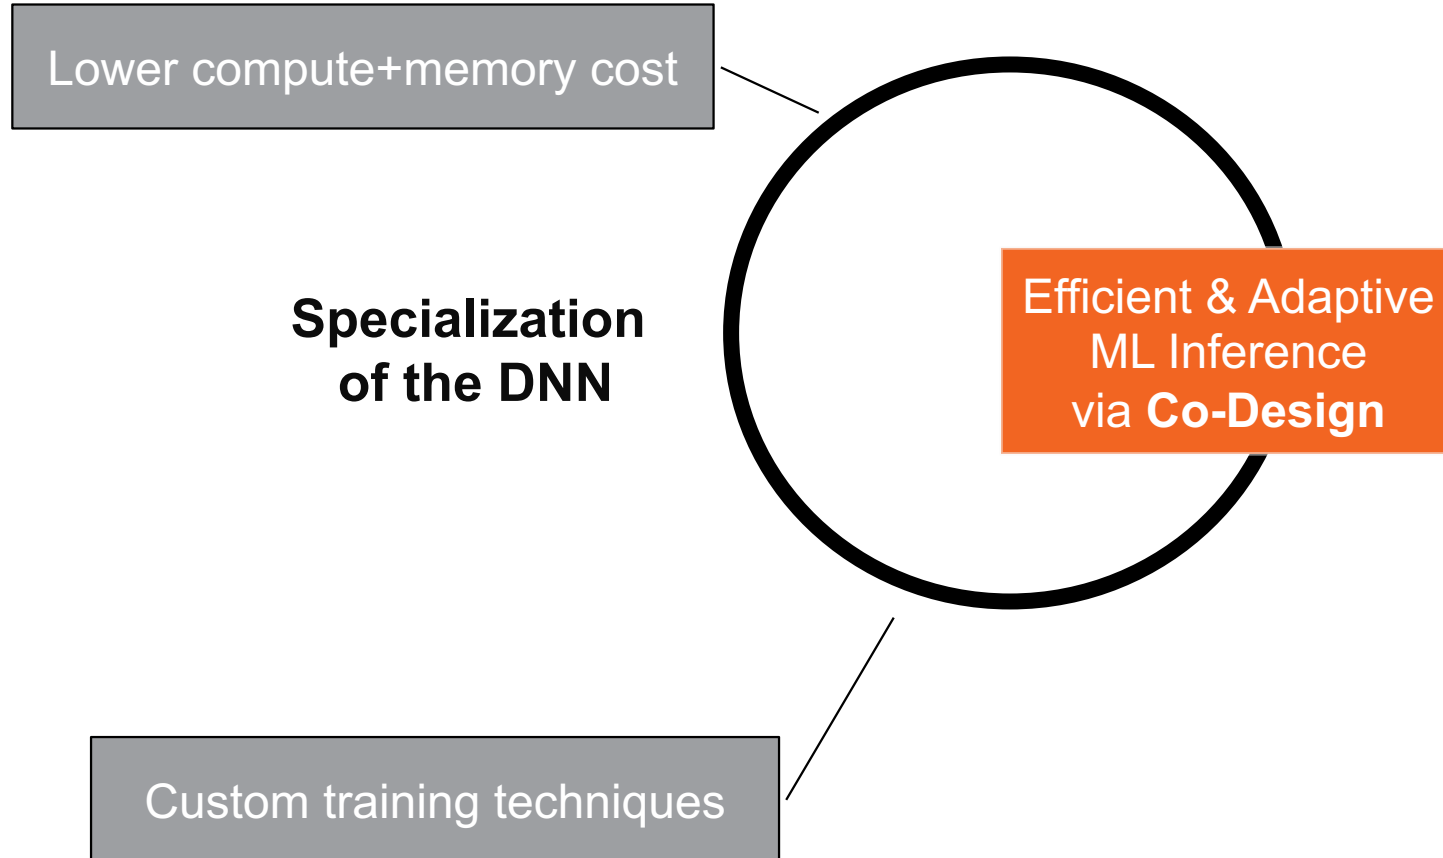 Lower compute+memory cost
Specialization
of the DNN
Efficient & Adaptive
ML Inference
via Co-Design
Custom training techniques